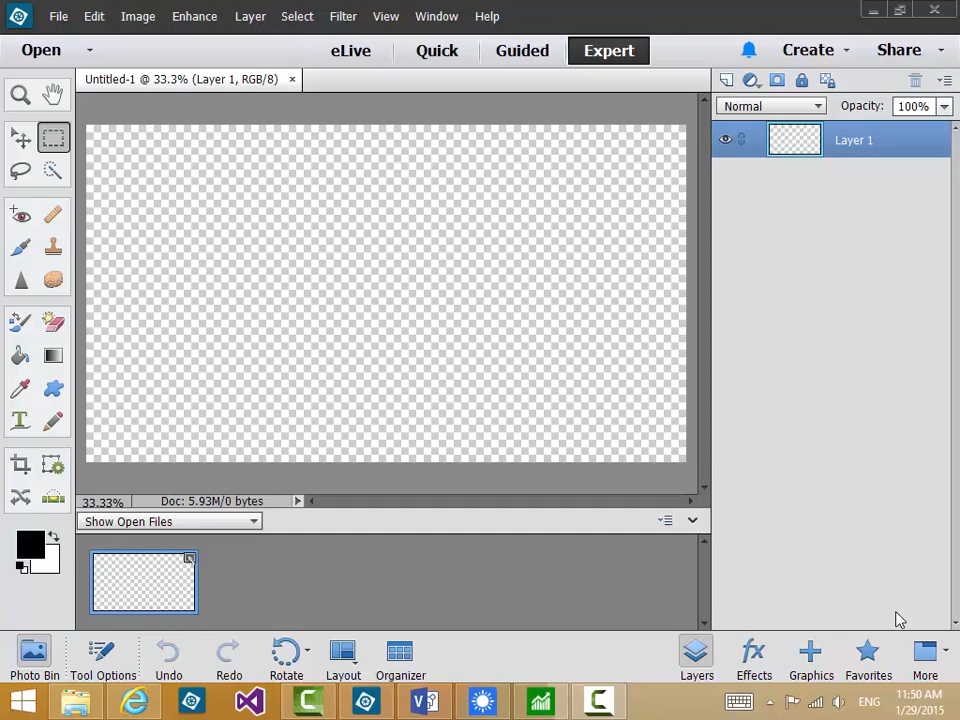 File Edit Image Enhance Layer Select Filter View Window Help
Open eLive Quick Guided Expert Create Share
Untitled-1 @ 33.3% (Layer 1, RGB/8) ×
Normal Opacity: 100%
Layer 1
33.33% Doc: 5.93M/0 bytes
Show Open Files
Photo Bin Tool Options Undo Redo Rotate Layout Organizer Layers Effects Graphics Favorites More
ENG 11:50 AM
1/29/2015